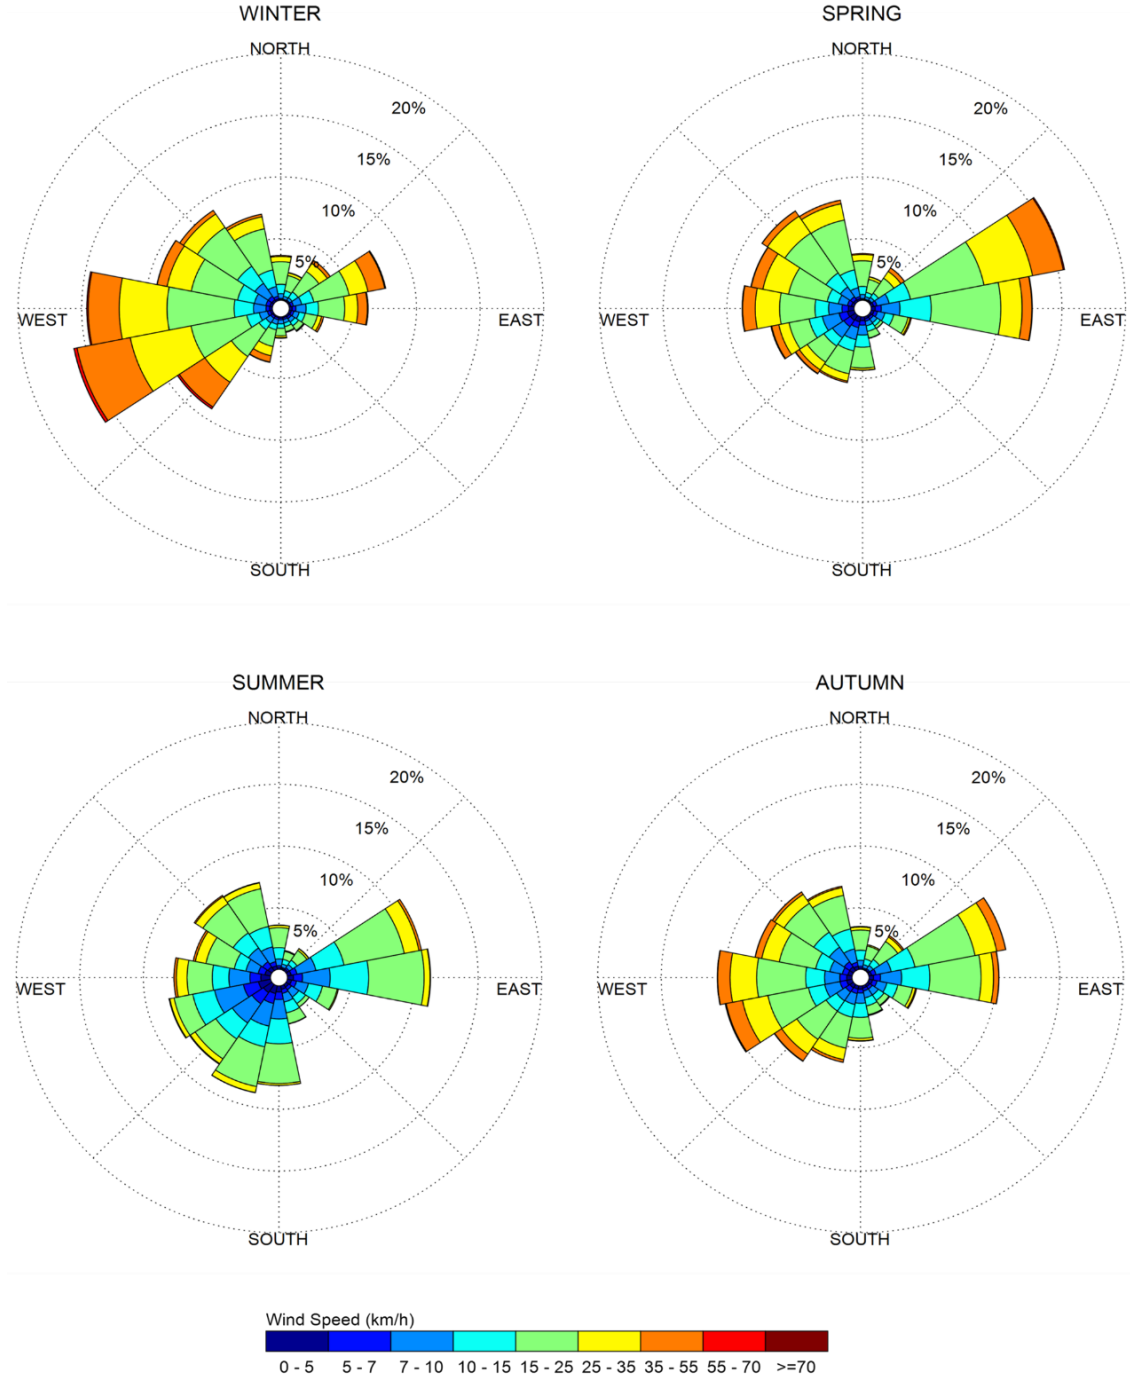 WINTER SPRING
NORTH NORTH
20% 20%
15% 15%
10% 10%
5% 5%
WEST EAST WEST EAST
SOUTH SOUTH
SUMMER AUTUMN
NORTH NORTH
20% 20%
15% 15%
10% 10%
5% 5%
WEST EAST WEST EAST
SOUTH SOUTH
Wind Speed (km/h)
0 - 5 5 - 7 7 - 10 10 - 15 15 - 25 25 - 35 35 - 55 55 - 70 >=70